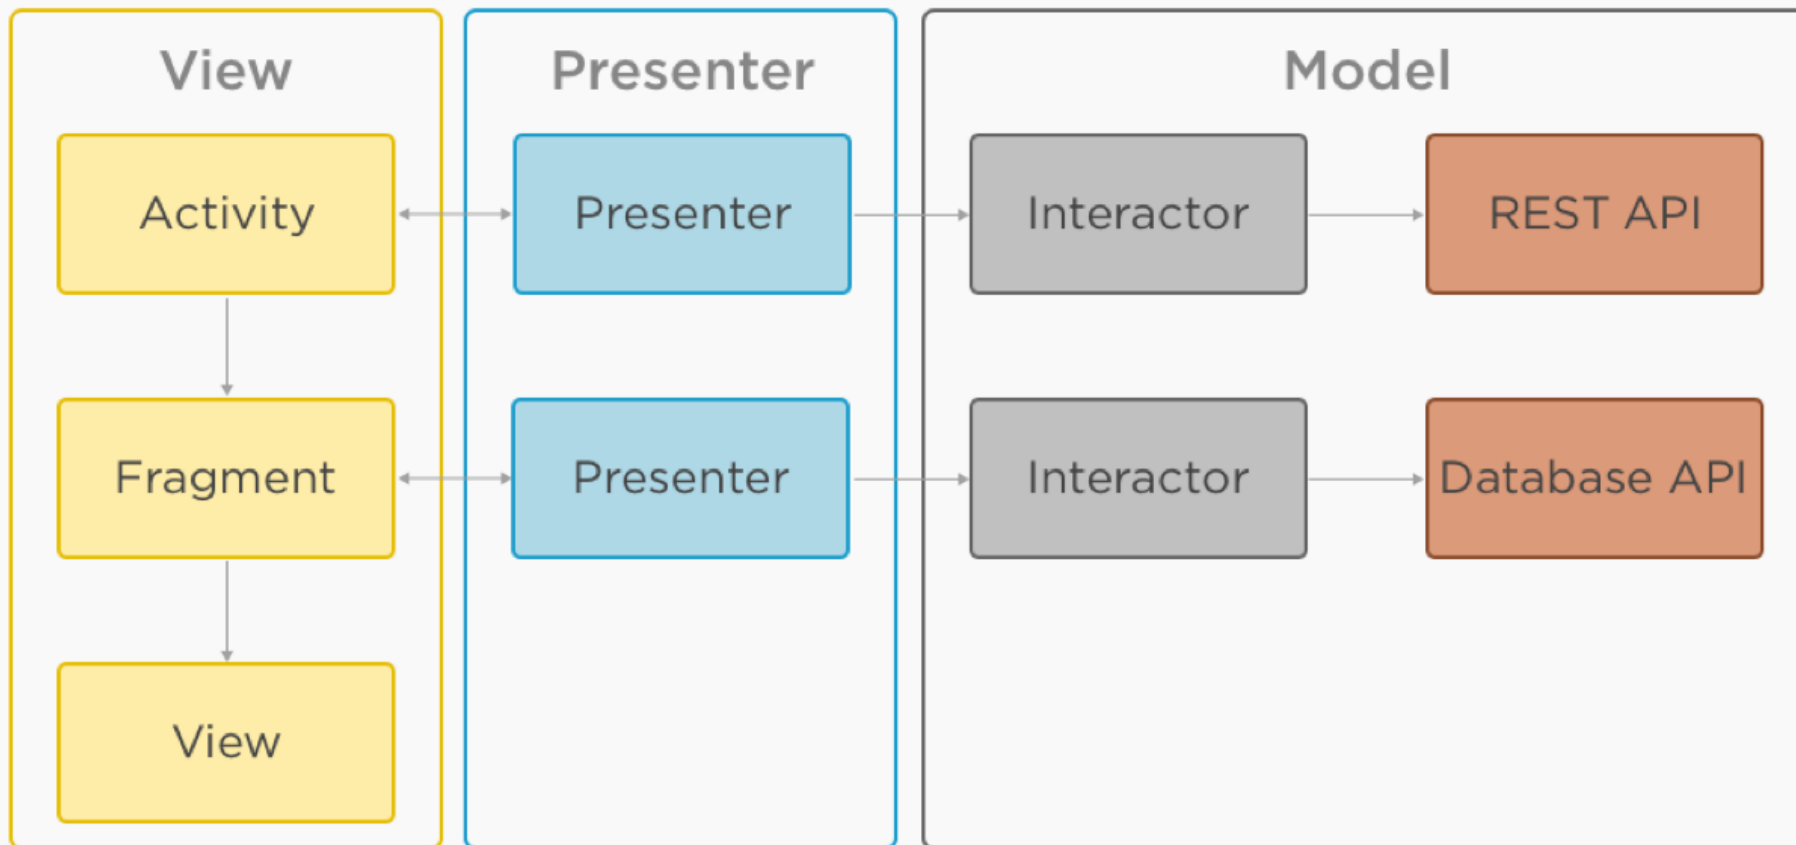 View
Presenter
Model
Activity
Presenter
Interactor
REST API
Fragment
Presenter
Interactor
Database API
View